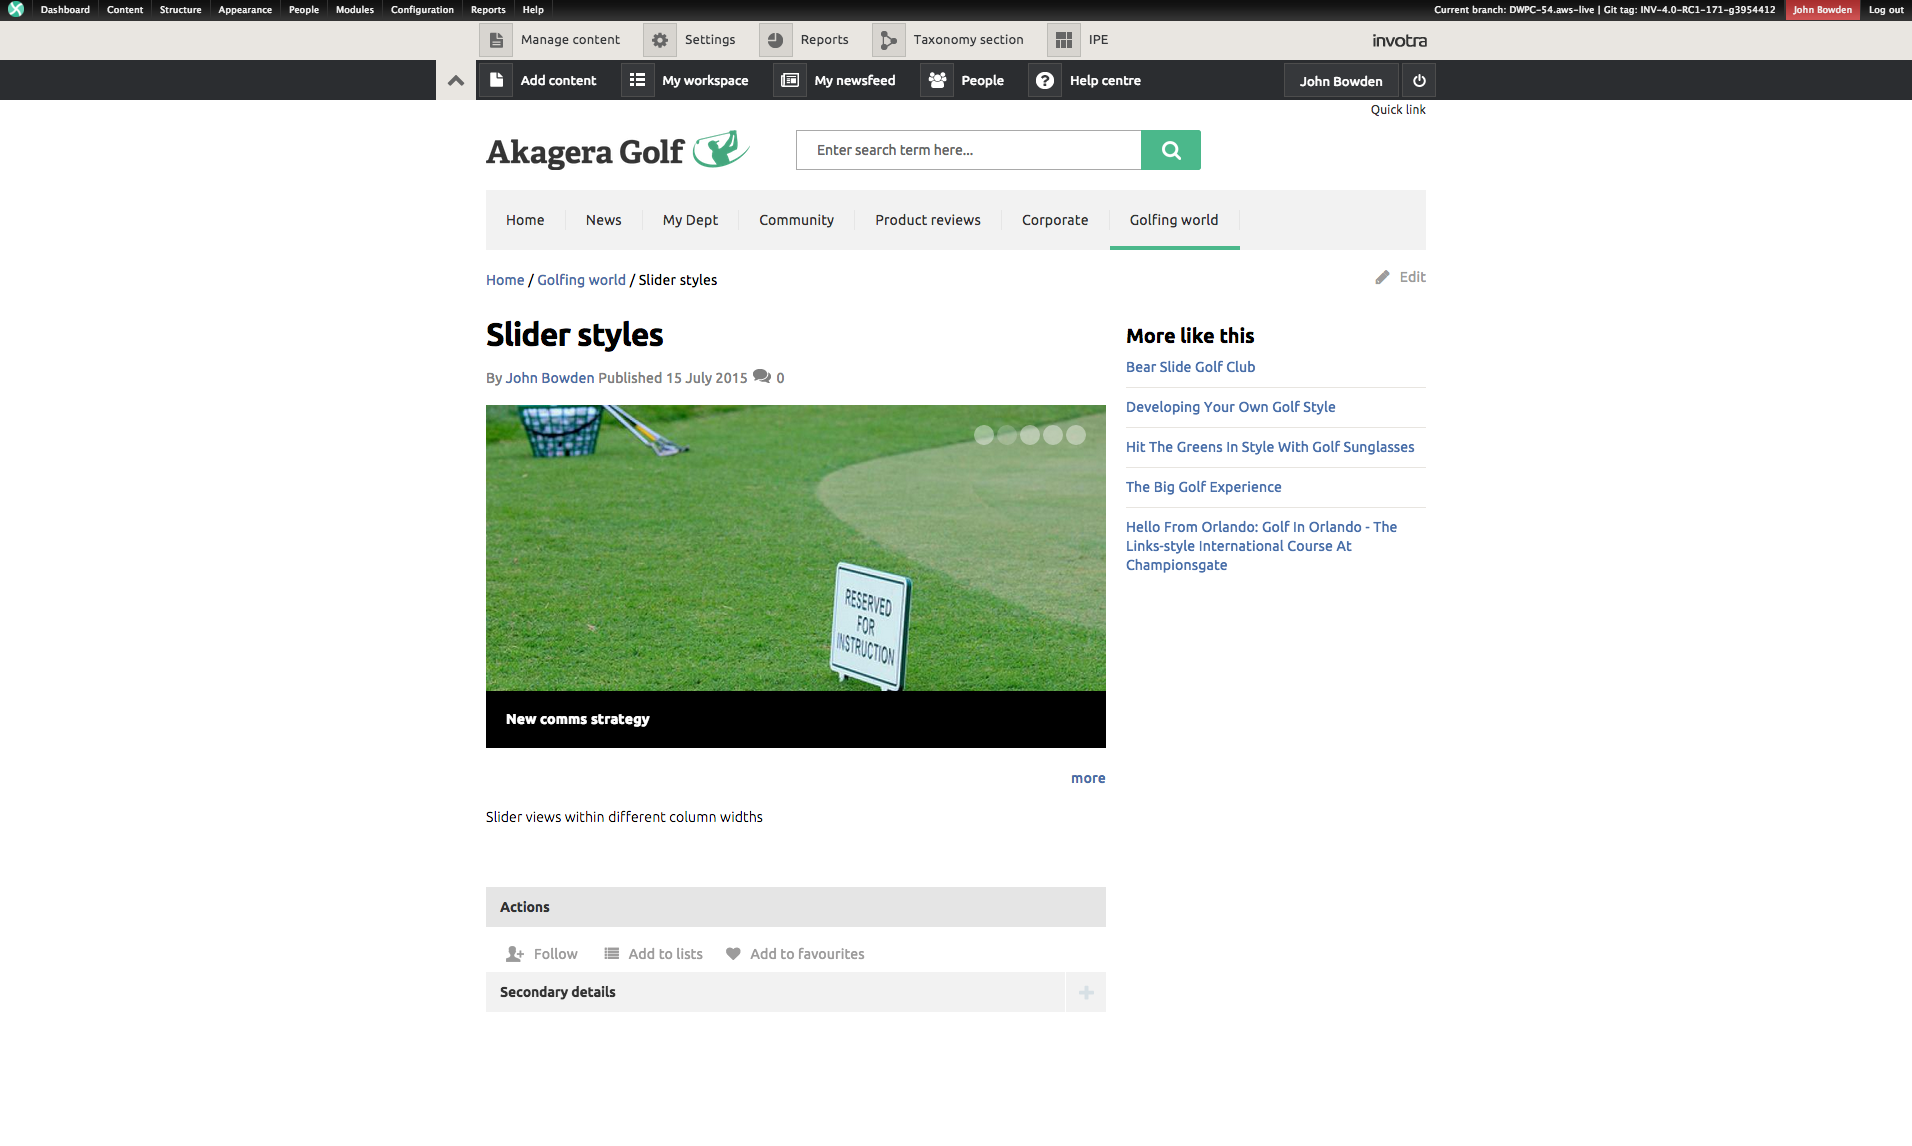 Dashboard Content Structure Appearance People Modules Configuration Reports Help Current branch: DWPC-54.aws-live | Git tag: INV-4.0-RC1-171-g3954412 John Bowden Log out
Manage content Settings Reports Taxonomy section IPE invotra
Add content My workspace My newsfeed People Help centre John Bowden
Quick link
Akagera Golf Enter search term here...
Home News My Dept Community Product reviews Corporate Golfing world
Home / Golfing world / Slider styles Edit
Slider styles
By John Bowden Published 15 July 2015 0
RESERVED
FOR
INSTRUCTION
New comms strategy
more
Slider views within different column widths
Actions
Follow Add to lists Add to favourites
Secondary details
More like this
Bear Slide Golf Club
Developing Your Own Golf Style
Hit The Greens In Style With Golf Sunglasses
The Big Golf Experience
Hello From Orlando: Golf In Orlando - The
Links-style International Course At
Championsgate